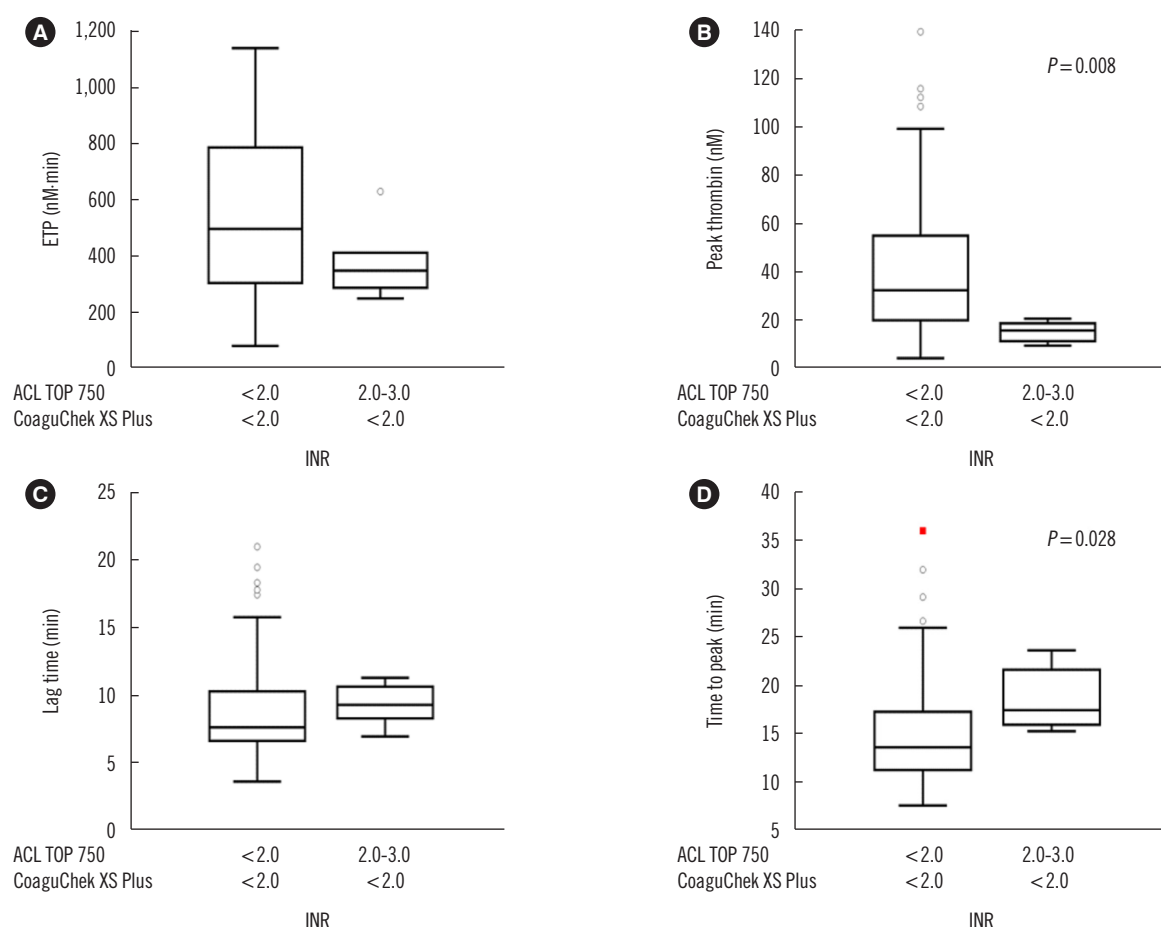 A
1,200
1,000
800
600
400
200
0
ETP (nM·min)
ACL TOP 750 <2.0 2.0-3.0
CoaguChek XS Plus <2.0 <2.0
INR
B
P=0.008
140
120
100
80
60
40
20
0
Peak thrombin (nM)
ACL TOP 750 <2.0 2.0-3.0
CoaguChek XS Plus <2.0 <2.0
INR
C
25
20
15
10
5
0
Lag time (min)
ACL TOP 750 <2.0 2.0-3.0
CoaguChek XS Plus <2.0 <2.0
INR
D
P=0.028
40
35
30
25
20
15
10
5
Time to peak (min)
ACL TOP 750 <2.0 2.0-3.0
CoaguChek XS Plus <2.0 <2.0
INR